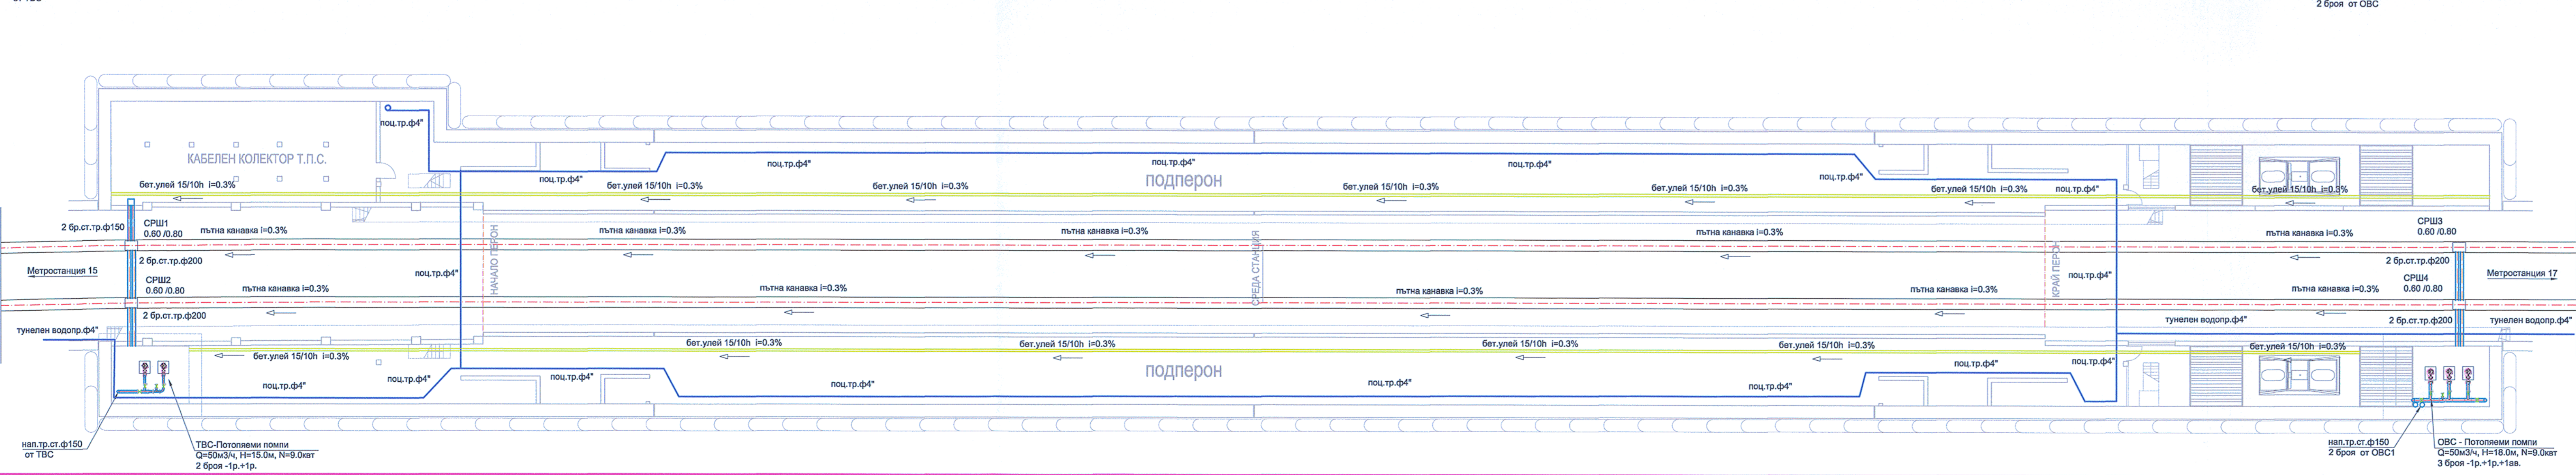 2 броя от ОВС
поц.тр.ф4"
КАБЕЛЕН КОЛЕКТОР Т.П.С.
поц.тр.ф4" поц.тр.ф4" поц.тр.ф4"
поц.тр.ф4" подперон поц.тр.ф4"
бет.улей 15/10h i=0.3% бет.улей 15/10h i=0.3% бет.улей 15/10h i=0.3% бет.улей 15/10h i=0.3% бет.улей 15/10h i=0.3% бет.улей 15/10h i=0.3% поц.тр.ф4" бет.улей 15/10h i=0.3%
2 бр.ст.тр.ф150 СРШ1 СРШ3
0.60 /0.80 пътна канавка i=0.3% пътна канавка i=0.3% пътна канавка i=0.3% пътна канавка i=0.3% пътна канавка i=0.3% 0.60 /0.80
НАЧАЛО ПЕРОН
СРЕДА СТАНЦИЯ
КРАЙ ПЕРОН
2 бр.ст.тр.ф200 2 бр.ст.тр.ф200
Метростанция 15 поц.тр.ф4" поц.тр.ф4" Метростанция 17
СРШ2 СРШ4
0.60 /0.80 пътна канавка i=0.3% пътна канавка i=0.3% пътна канавка i=0.3% пътна канавка i=0.3% пътна канавка i=0.3% 0.60 /0.80
2 бр.ст.тр.ф200 тунелен водопр.ф4" 2 бр.ст.тр.ф200 тунелен водопр.ф4"
тунелен водопр.ф4"
бет.улей 15/10h i=0.3% бет.улей 15/10h i=0.3% бет.улей 15/10h i=0.3% бет.улей 15/10h i=0.3% бет.улей 15/10h i=0.3% бет.улей 15/10h i=0.3%
поц.тр.ф4" поц.тр.ф4"
подперон
поц.тр.ф4" поц.тр.ф4" поц.тр.ф4" поц.тр.ф4" поц.тр.ф4" поц.тр.ф4"
нап.тр.ст.ф150
от ТВС
ТВС-Потопяеми помпи
Q=50м3/ч, H=15.0м, N=9.0квт
2 броя -1р.+1р.
нап.тр.ст.ф150
2 броя от ОВС1
ОВС - Потопяеми помпи
Q=50м3/ч, H=18.0м, N=9.0квт
3 броя -1р.+1р.+1ав.